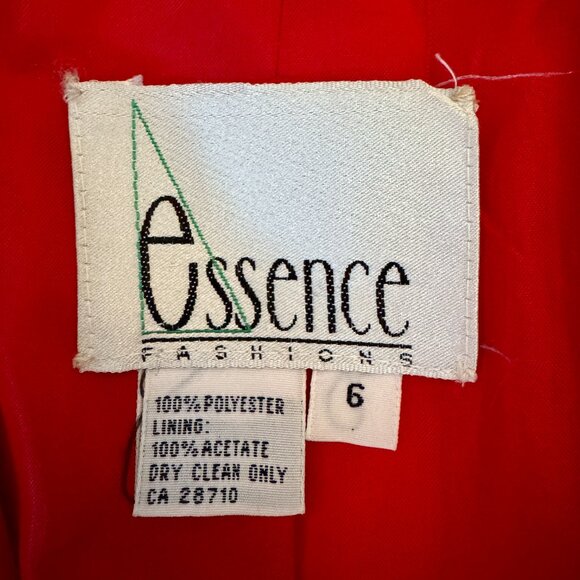 essence
FASHIONS
6
100% POLYESTER
LINING:
100% ACETATE
DRY CLEAN ONLY
CA 28710